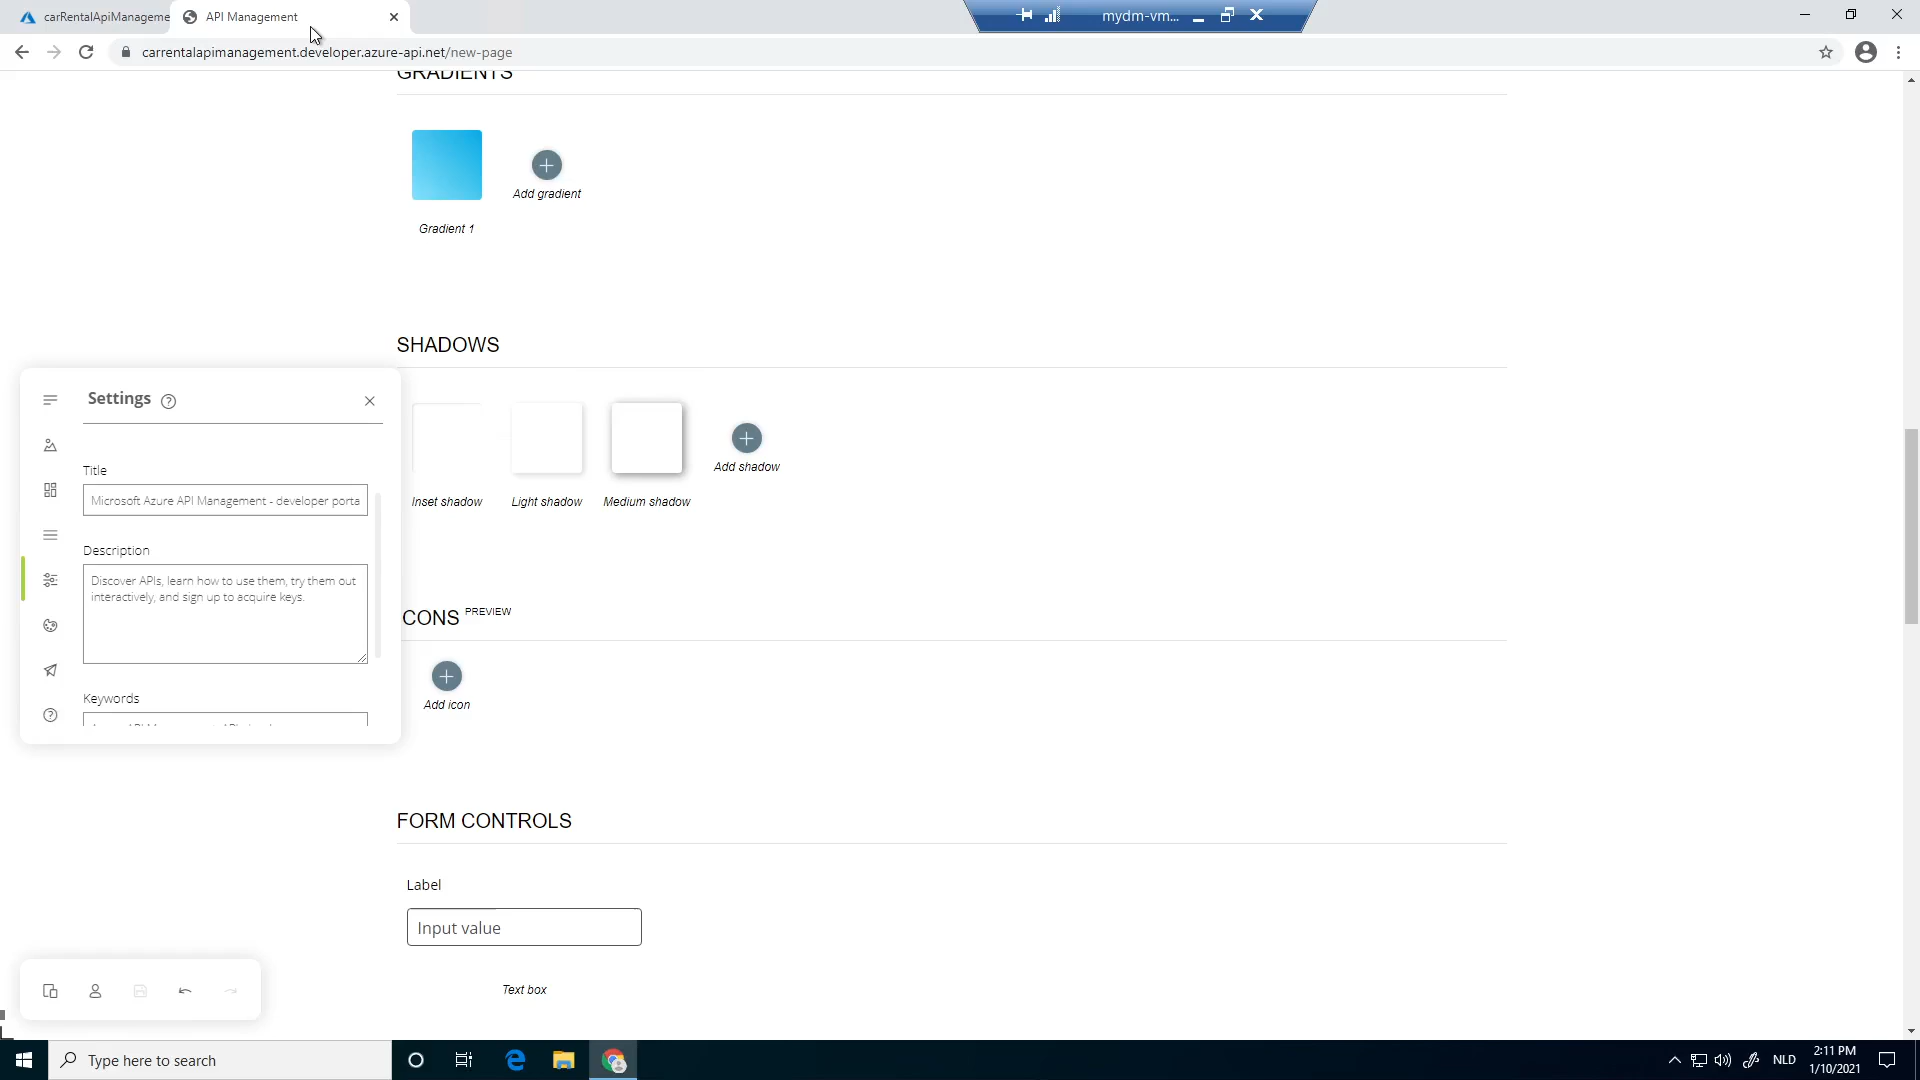 carRentalApiManageme
API Management
mydm-vm...
carrentalapimanagement.developer.azure-api.net/new-page
GRADIENTS
Add gradient
Gradient 1
SHADOWS
Settings
Add shadow
Title
Microsoft Azure API Management - developer porta
Inset shadow
Light shadow
Medium shadow
Description
Discover APIs, learn how to use them, try them out
interactively, and sign up to acquire keys.
CONS PREVIEW
Keywords
Add icon
FORM CONTROLS
Label
Input value
Text box
Type here to search
NLD
2:11 PM
1/10/2021